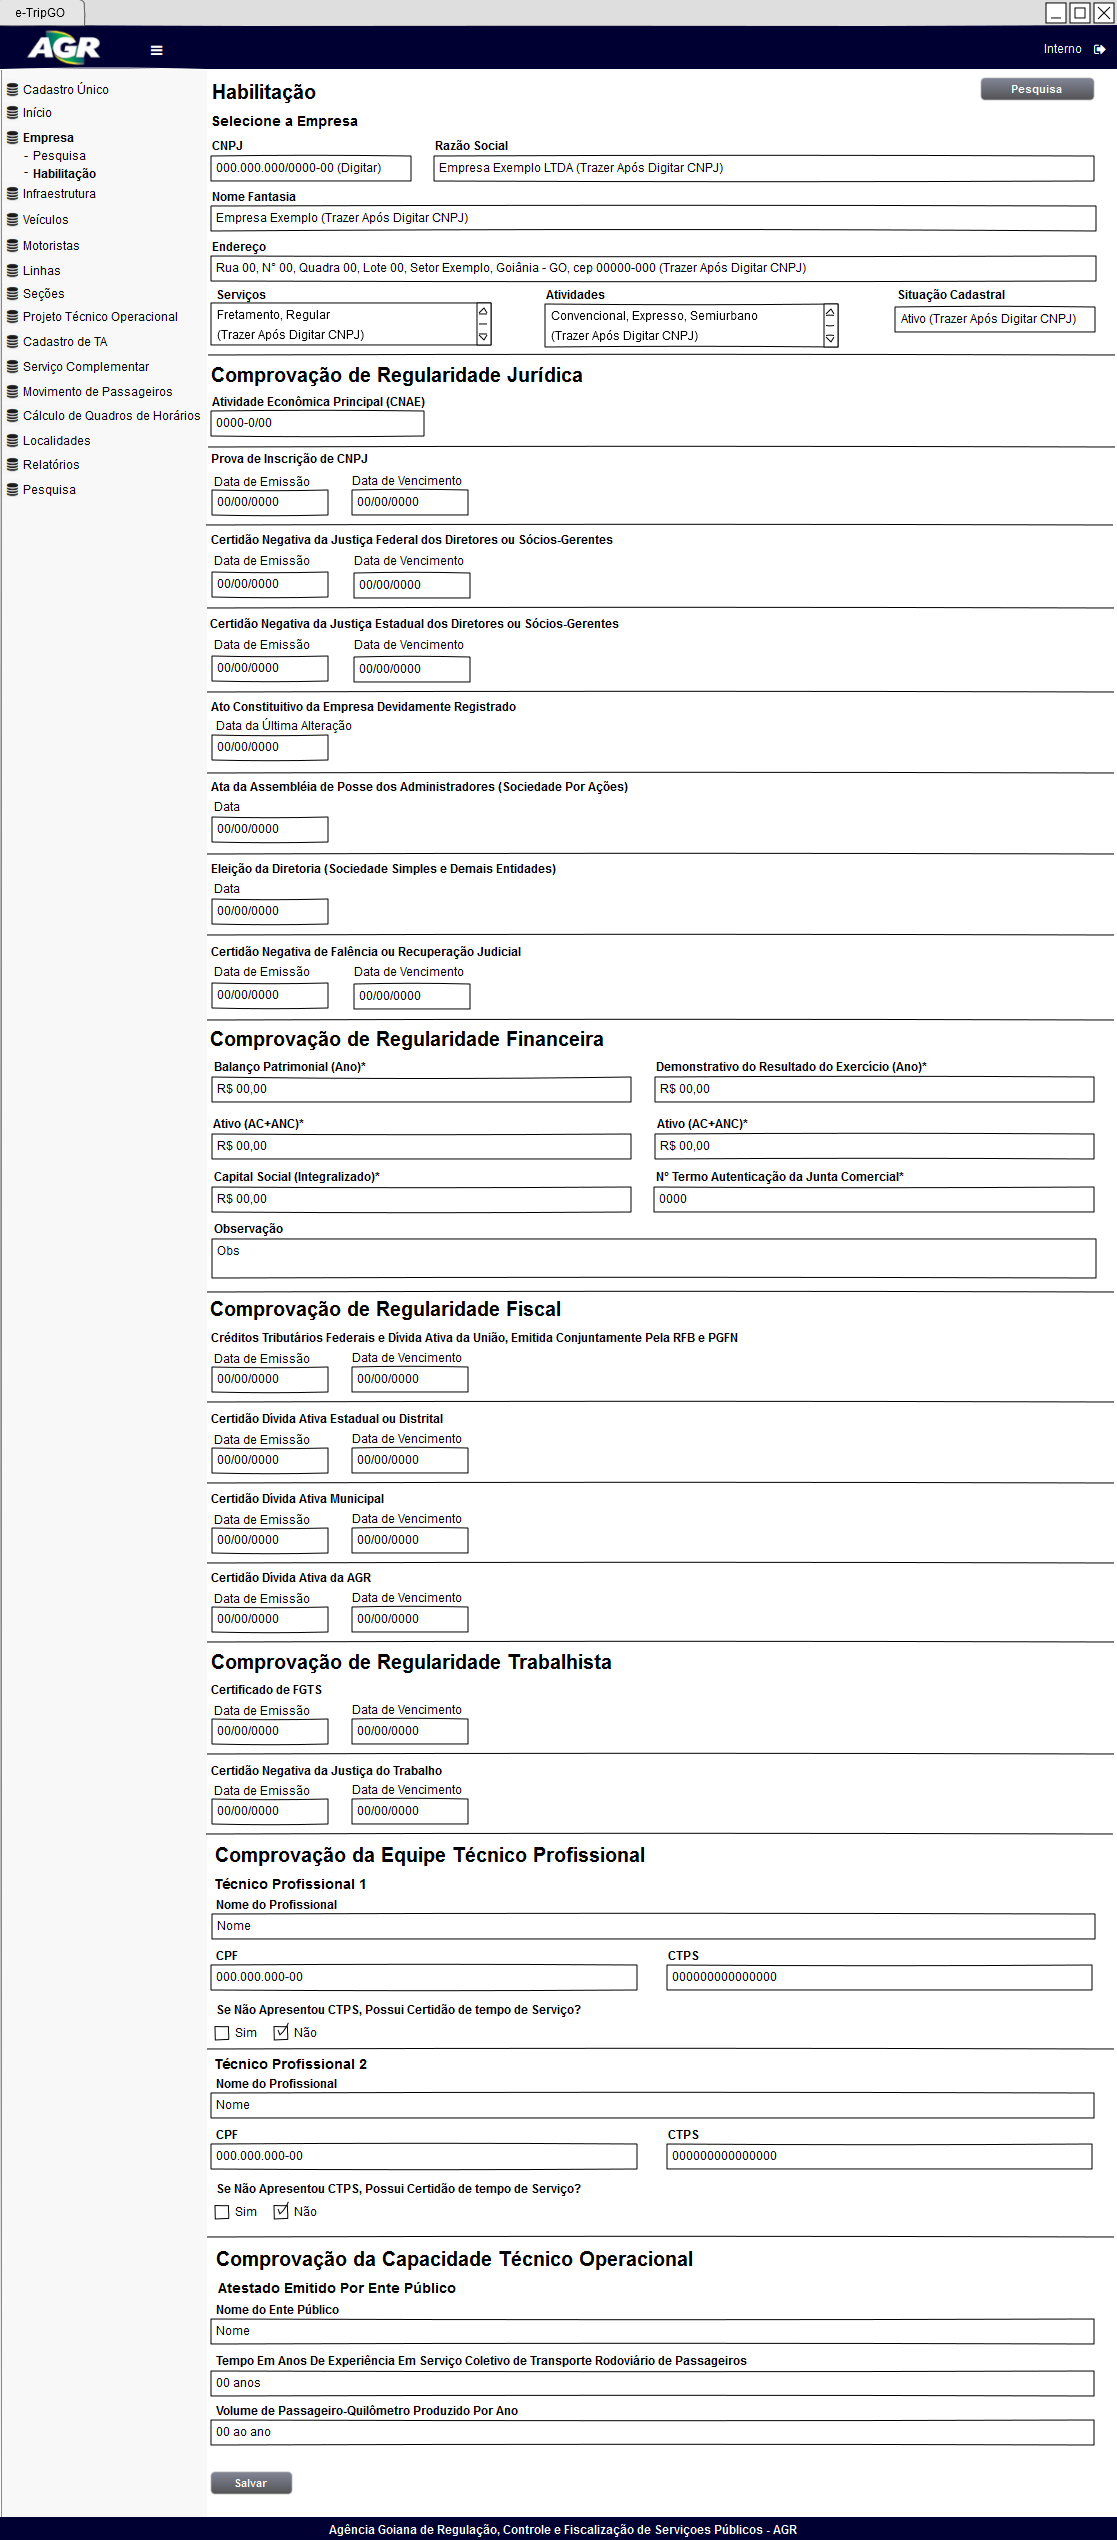 e-TripGO
AGR
Interno
Cadastro Único
Início
Empresa
- Pesquisa
- Habilitação
Infraestrutura
Veículos
Motoristas
Linhas
Seções
Projeto Técnico Operacional
Cadastro de TA
Serviço Complementar
Movimento de Passageiros
Cálculo de Quadros de Horários
Localidades
Relatórios
Pesquisa
Habilitação
Pesquisa
Selecione a Empresa
CNPJ Razão Social
000.000.000/0000-00 (Digitar) Empresa Exemplo LTDA (Trazer Após Digitar CNPJ)
Nome Fantasia
Empresa Exemplo (Trazer Após Digitar CNPJ)
Endereço
Rua 00, N° 00, Quadra 00, Lote 00, Setor Exemplo, Goiânia - GO, cep 00000-000 (Trazer Após Digitar CNPJ)
Serviços Atividades Situação Cadastral
Fretamento, Regular Convencional, Expresso, Semiurbano Ativo (Trazer Após Digitar CNPJ)
(Trazer Após Digitar CNPJ) (Trazer Após Digitar CNPJ)
Comprovação de Regularidade Jurídica
Atividade Econômica Principal (CNAE)
0000-0/00
Prova de Inscrição de CNPJ
Data de Emissão Data de Vencimento
00/00/0000 00/00/0000
Certidão Negativa da Justiça Federal dos Diretores ou Sócios-Gerentes
Data de Emissão Data de Vencimento
00/00/0000 00/00/0000
Certidão Negativa da Justiça Estadual dos Diretores ou Sócios-Gerentes
Data de Emissão Data de Vencimento
00/00/0000 00/00/0000
Ato Constituitivo da Empresa Devidamente Registrado
Data da Última Alteração
00/00/0000
Ata da Assembléia de Posse dos Administradores (Sociedade Por Ações)
Data
00/00/0000
Eleição da Diretoria (Sociedade Simples e Demais Entidades)
Data
00/00/0000
Certidão Negativa de Falência ou Recuperação Judicial
Data de Emissão Data de Vencimento
00/00/0000 00/00/0000
Comprovação de Regularidade Financeira
Balanço Patrimonial (Ano)* Demonstrativo do Resultado do Exercício (Ano)*
R$ 00,00 R$ 00,00
Ativo (AC+ANC)* Ativo (AC+ANC)*
R$ 00,00 R$ 00,00
Capital Social (Integralizado)* N° Termo Autenticação da Junta Comercial*
R$ 00,00 0000
Observação
Obs
Comprovação de Regularidade Fiscal
Créditos Tributários Federais e Dívida Ativa da União, Emitida Conjuntamente Pela RFB e PGFN
Data de Emissão Data de Vencimento
00/00/0000 00/00/0000
Certidão Dívida Ativa Estadual ou Distrital
Data de Emissão Data de Vencimento
00/00/0000 00/00/0000
Certidão Dívida Ativa Municipal
Data de Emissão Data de Vencimento
00/00/0000 00/00/0000
Certidão Dívida Ativa da AGR
Data de Emissão Data de Vencimento
00/00/0000 00/00/0000
Comprovação de Regularidade Trabalhista
Certificado de FGTS
Data de Emissão Data de Vencimento
00/00/0000 00/00/0000
Certidão Negativa da Justiça do Trabalho
Data de Emissão Data de Vencimento
00/00/0000 00/00/0000
Comprovação da Equipe Técnico Profissional
Técnico Profissional 1
Nome do Profissional
Nome
CPF CTPS
000.000.000-00 000000000000000
Se Não Apresentou CTPS, Possui Certidão de tempo de Serviço?
Sim Não
Técnico Profissional 2
Nome do Profissional
Nome
CPF CTPS
000.000.000-00 000000000000000
Se Não Apresentou CTPS, Possui Certidão de tempo de Serviço?
Sim Não
Comprovação da Capacidade Técnico Operacional
Atestado Emitido Por Ente Público
Nome do Ente Público
Nome
Tempo Em Anos De Experiência Em Serviço Coletivo de Transporte Rodoviário de Passageiros
00 anos
Volume de Passageiro-Quilômetro Produzido Por Ano
00 ao ano
Salvar
Agência Goiana de Regulação, Controle e Fiscalização de Serviçoes Públicos - AGR